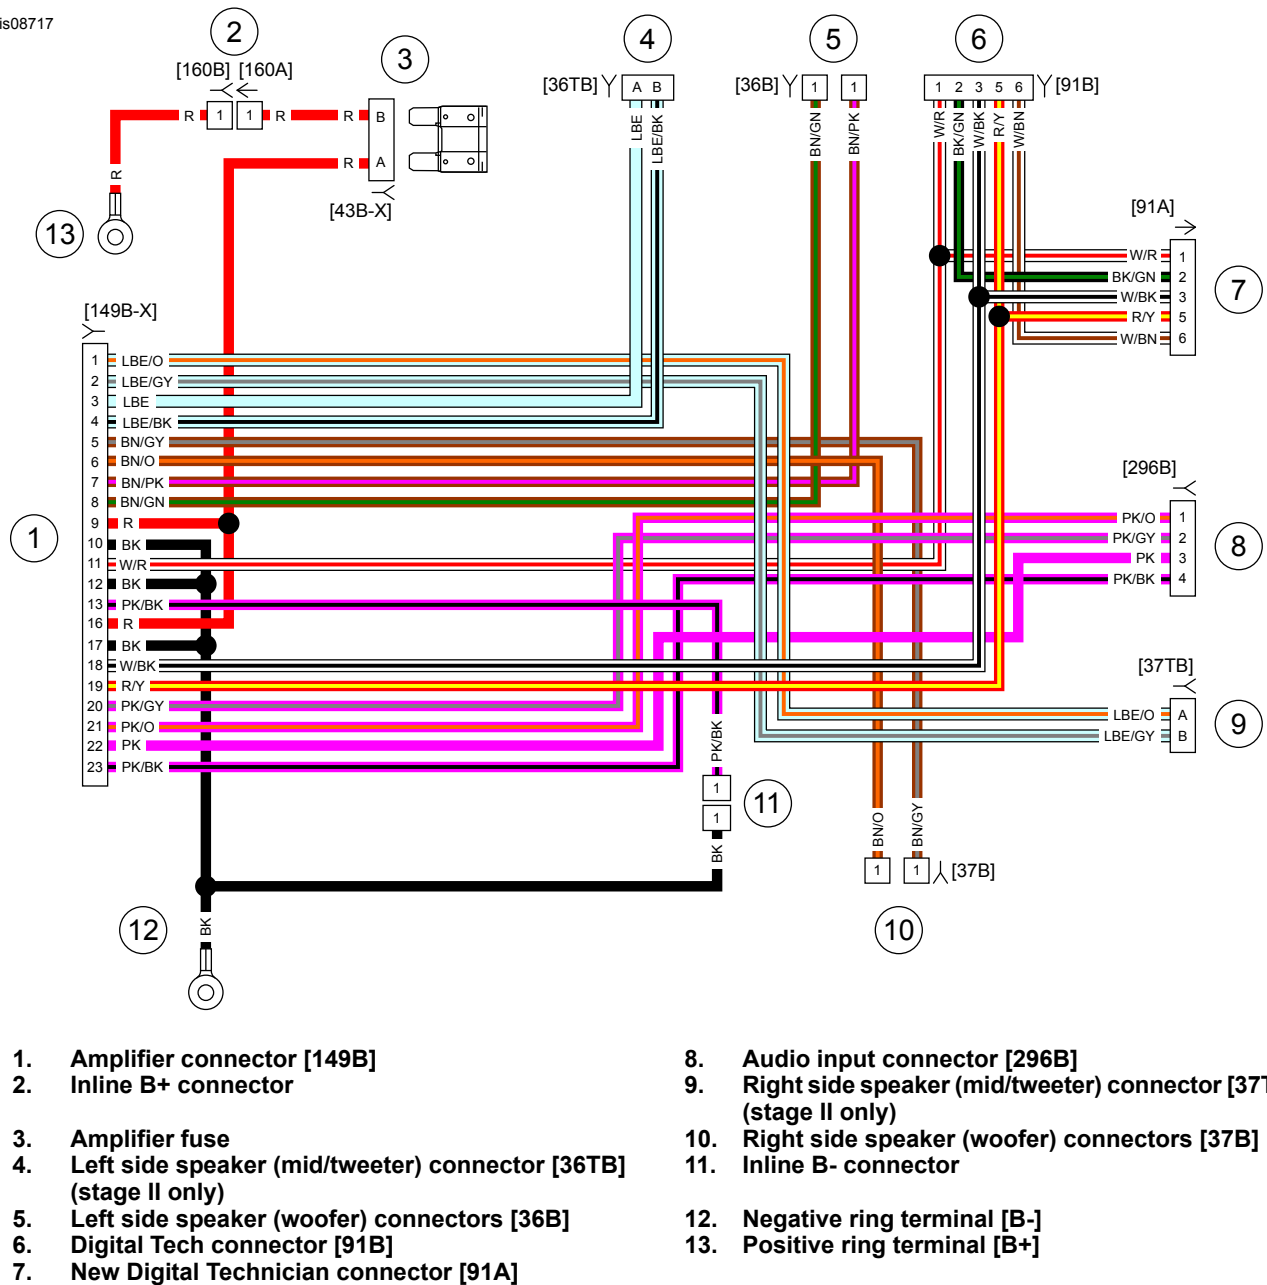 is08717
2
3
4
5
6
[160B] [160A]
[36TB] A B
[36B] 1 1
1 2 3 5 6 [91B]
R 1 1 R R B
R A
[43B-X]
R
13
LBE LBE/BK
BN/GN BN/PK
W/R BK/GN W/BK R/Y W/BN
[91A]
W/R 1
BK/GN 2
W/BK 3
R/Y 5
W/BN 6
7
[149B-X]
1 LBE/O
2 LBE/GY
3 LBE
4 LBE/BK
5 BN/GY
6 BN/O
7 BN/PK
8 BN/GN
9 R
10 BK
11 W/R
12 BK
13 PK/BK
16 R
17 BK
18 W/BK
19 R/Y
20 PK/GY
21 PK/O
22 PK
23 PK/BK
1
[296B]
PK/O 1
PK/GY 2
PK 3
PK/BK 4
8
[37TB]
LBE/O A
LBE/GY B
9
PK/BK
1
1
11
BK
BN/O BN/GY
1 1 [37B]
10
12
BK
1. Amplifier connector [149B]
2. Inline B+ connector
3. Amplifier fuse
4. Left side speaker (mid/tweeter) connector [36TB]
(stage II only)
5. Left side speaker (woofer) connectors [36B]
6. Digital Tech connector [91B]
7. New Digital Technician connector [91A]
8. Audio input connector [296B]
9. Right side speaker (mid/tweeter) connector [37T
(stage II only)
10. Right side speaker (woofer) connectors [37B]
11. Inline B- connector
12. Negative ring terminal [B-]
13. Positive ring terminal [B+]